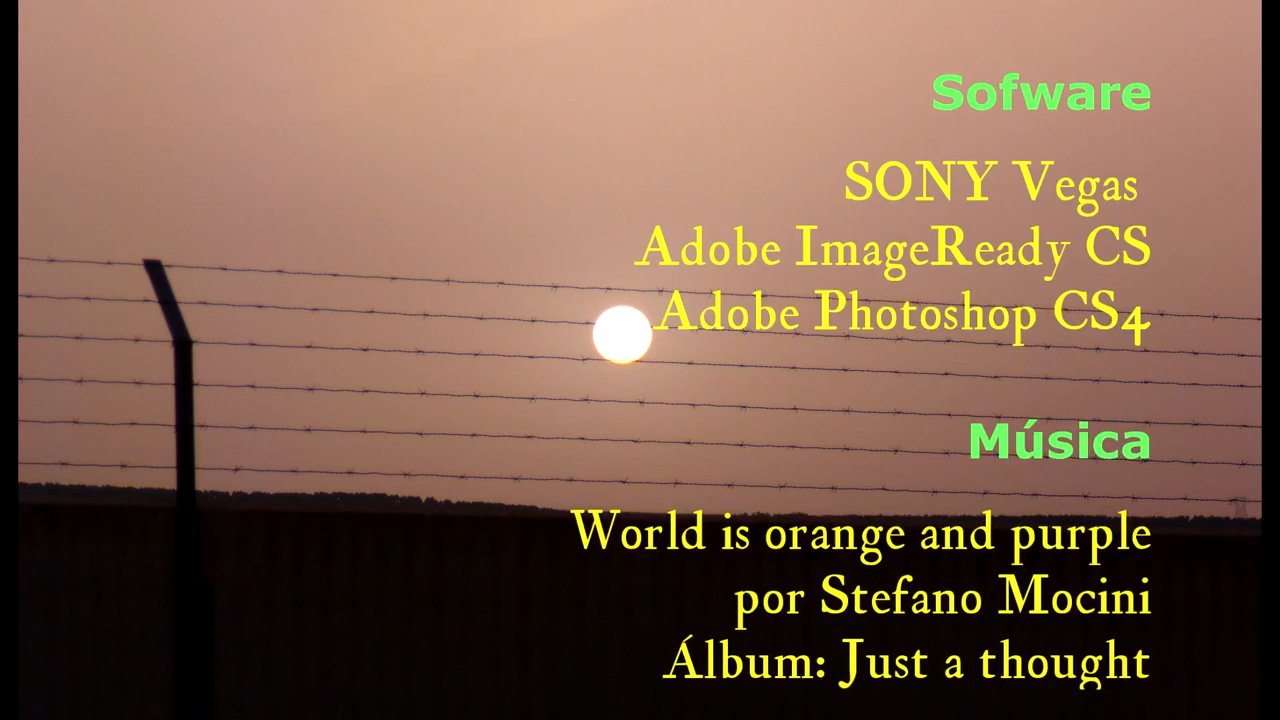 Sofware
SONY Vegas
Adobe ImageReady CS
Adobe Photoshop CS4
Música
World is orange and purple
por Stefano Mocini
Álbum: Just a thought